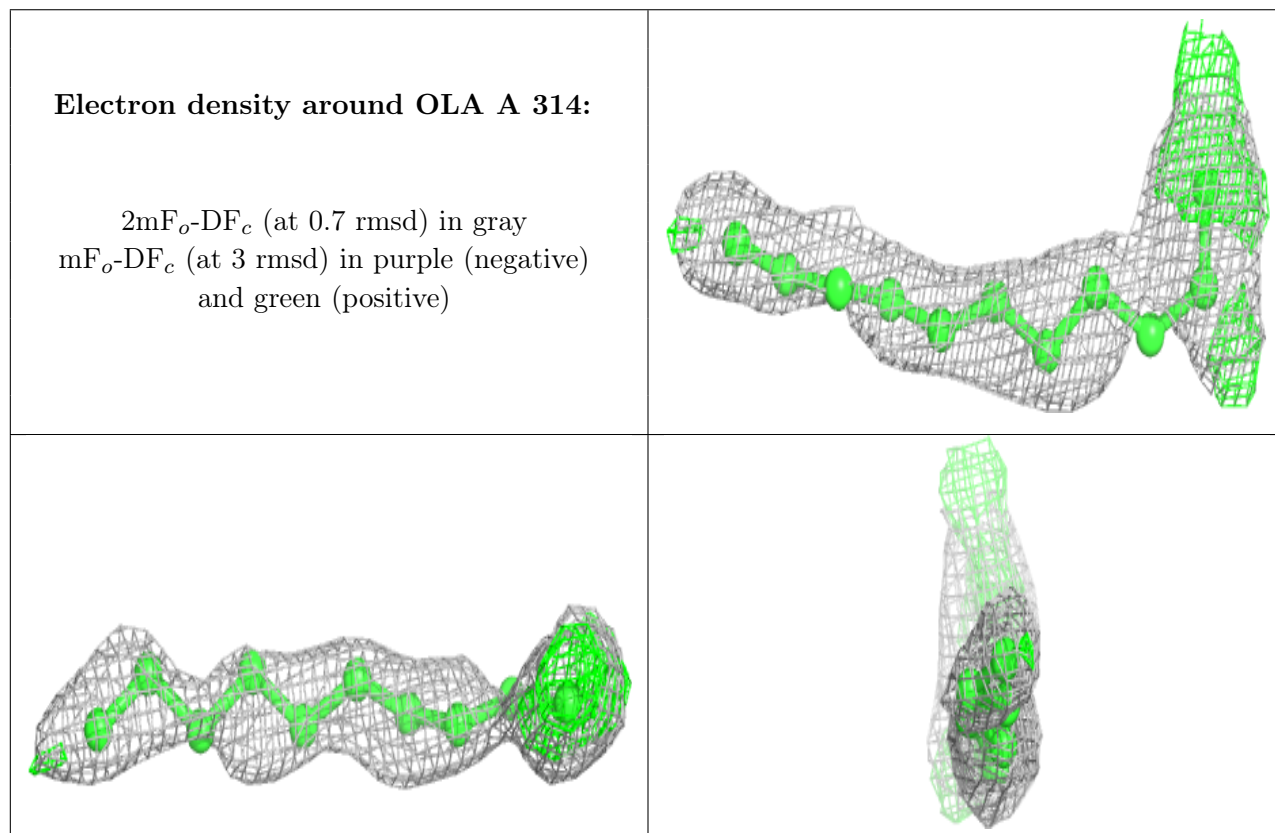 Electron density around OLA A 314:
2mFo-DFc (at 0.7 rmsd) in gray
mFo-DFc (at 3 rmsd) in purple (negative)
and green (positive)